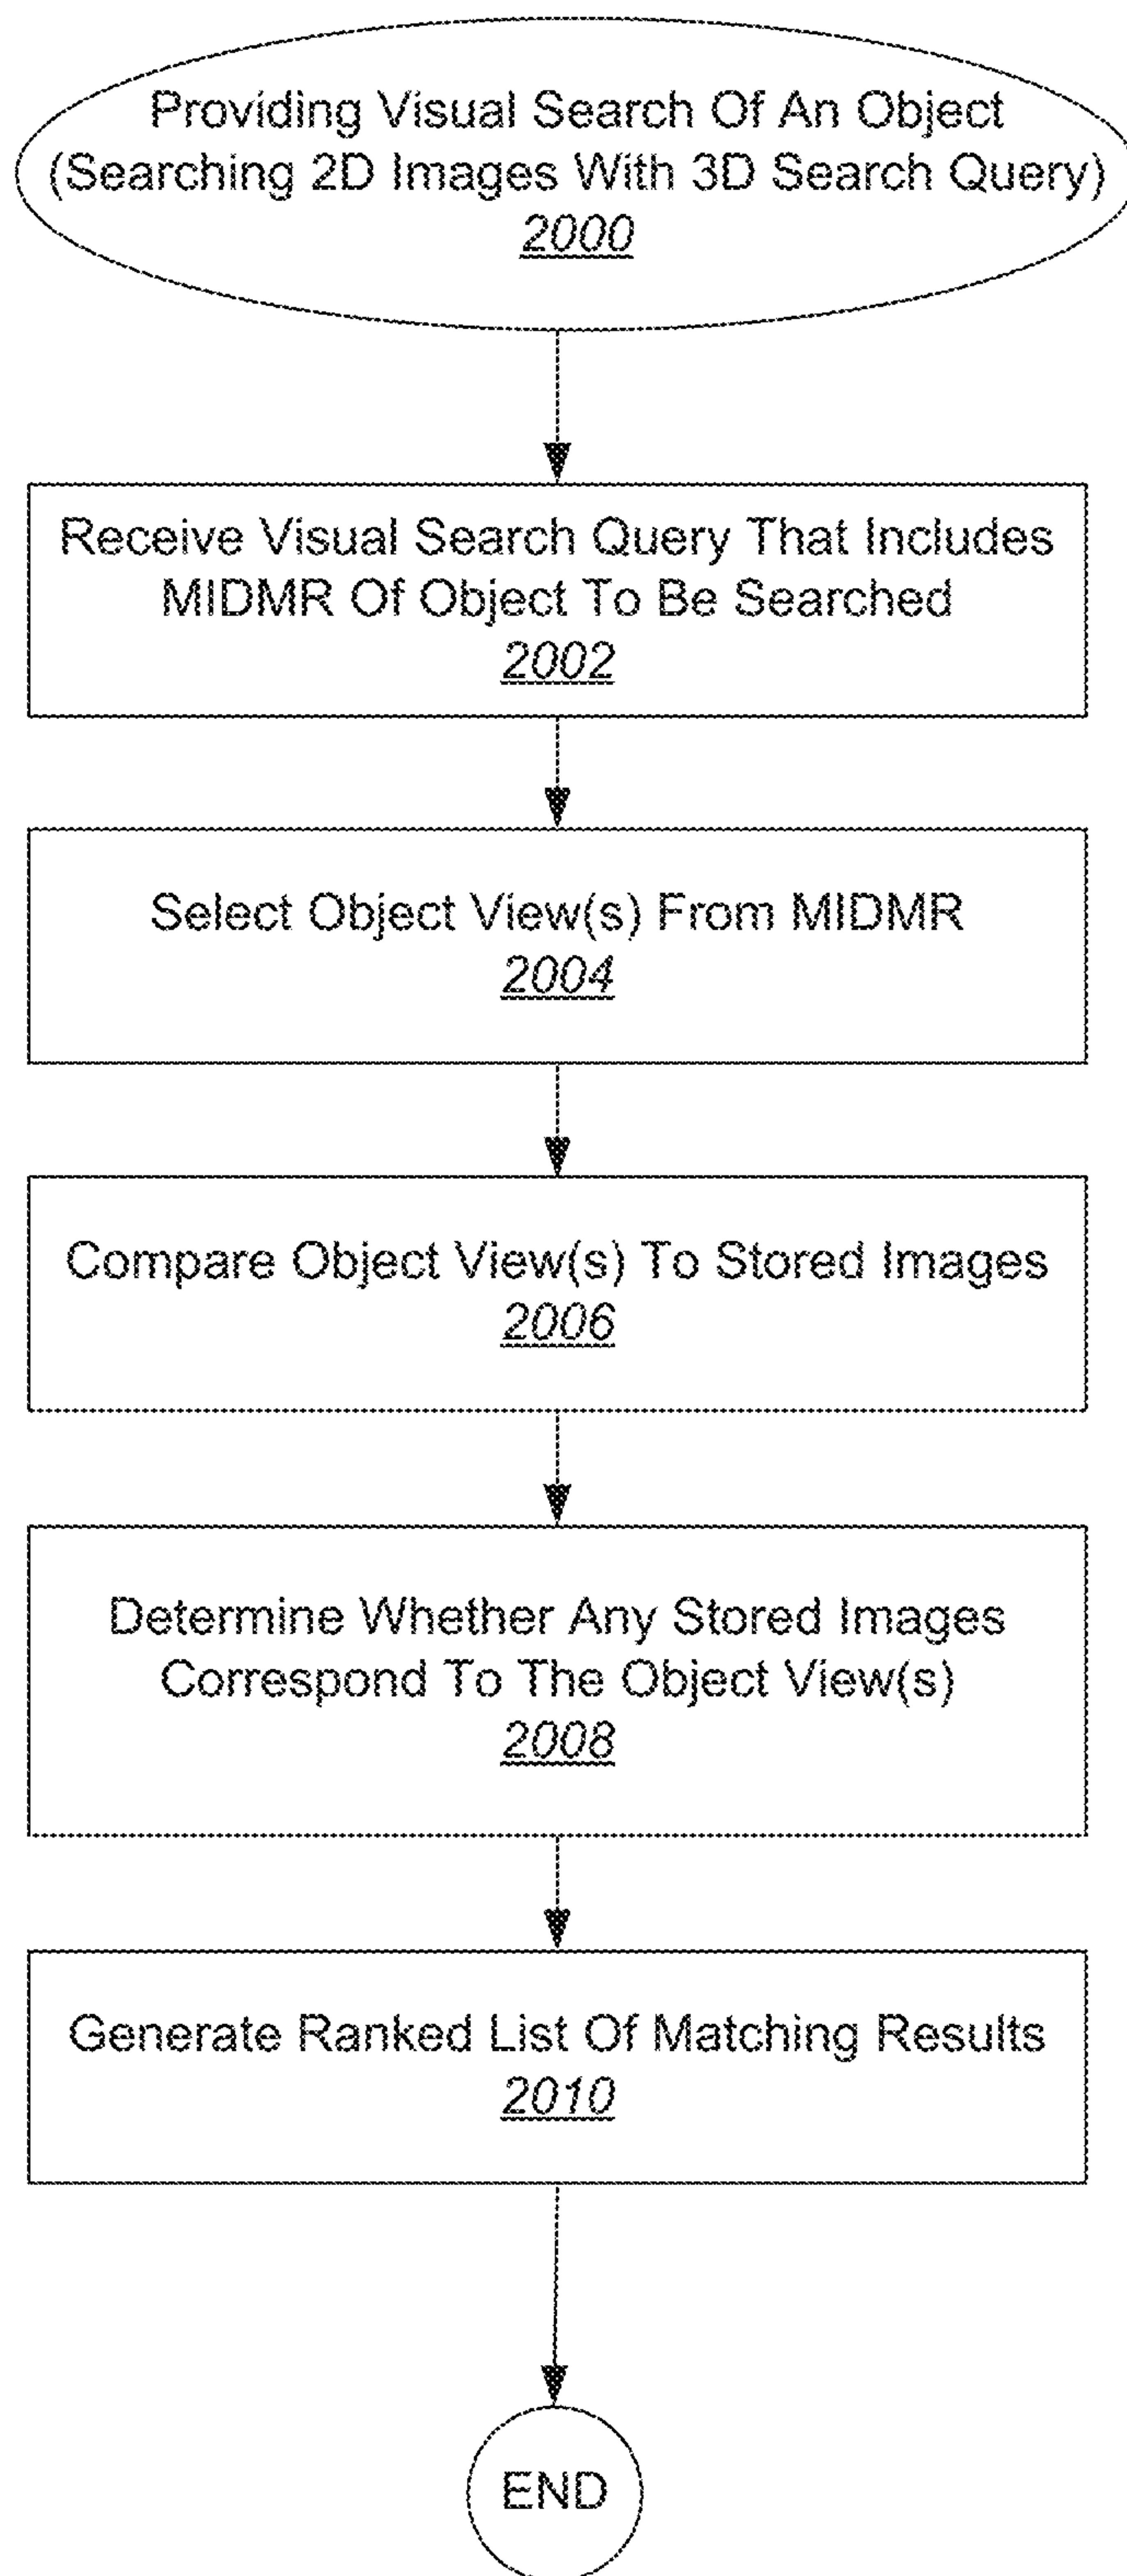 Providing Visual Search Of An Object
(Searching 2D Images With 3D Search Query)
2000
Receive Visual Search Query That Includes
MIDMR Of Object To Be Searched
2002
Select Object View(s) From MIDMR
2004
Compare Object View(s) To Stored Images
2006
Determine Whether Any Stored Images
Correspond To The Object View(s)
2008
Generate Ranked List Of Matching Results
2010
END